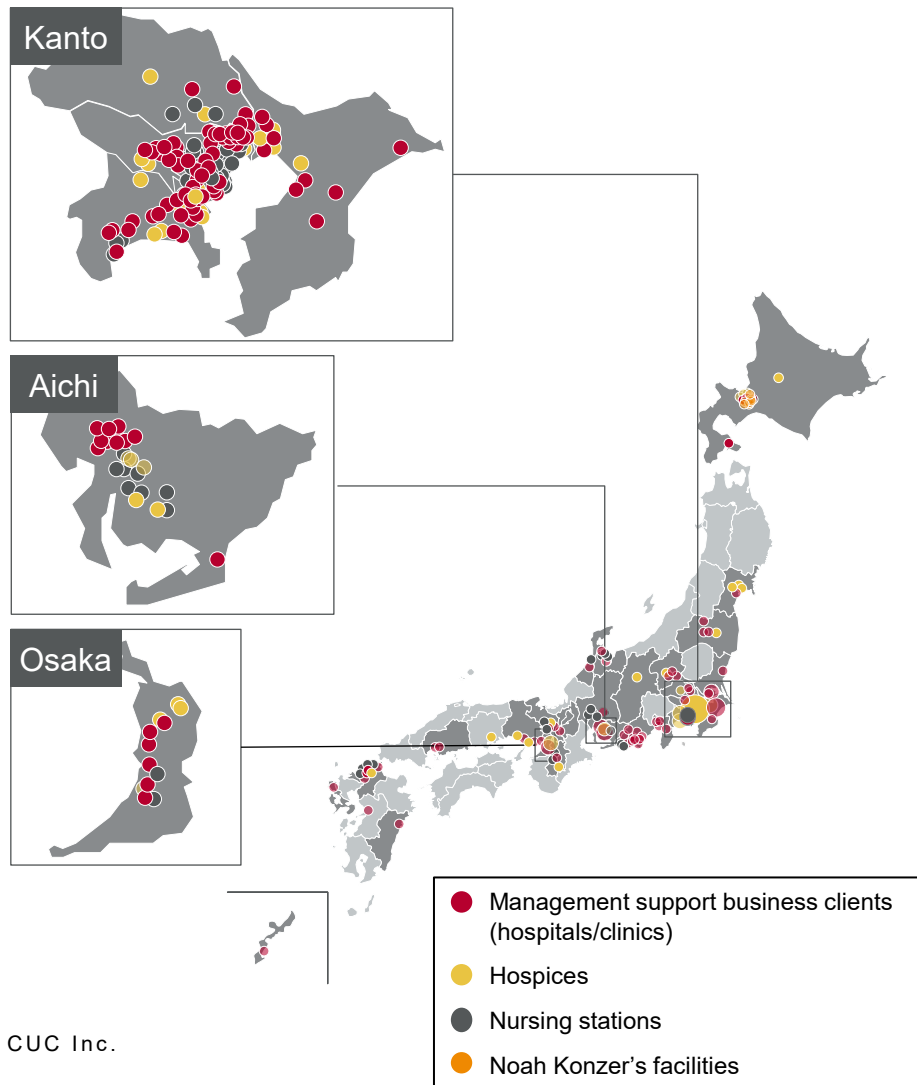 Kanto
Aichi
Osaka
Management support business clients
(hospitals/clinics)
Hospices
Nursing stations
Noah Konzer’s facilities
CUC Inc.